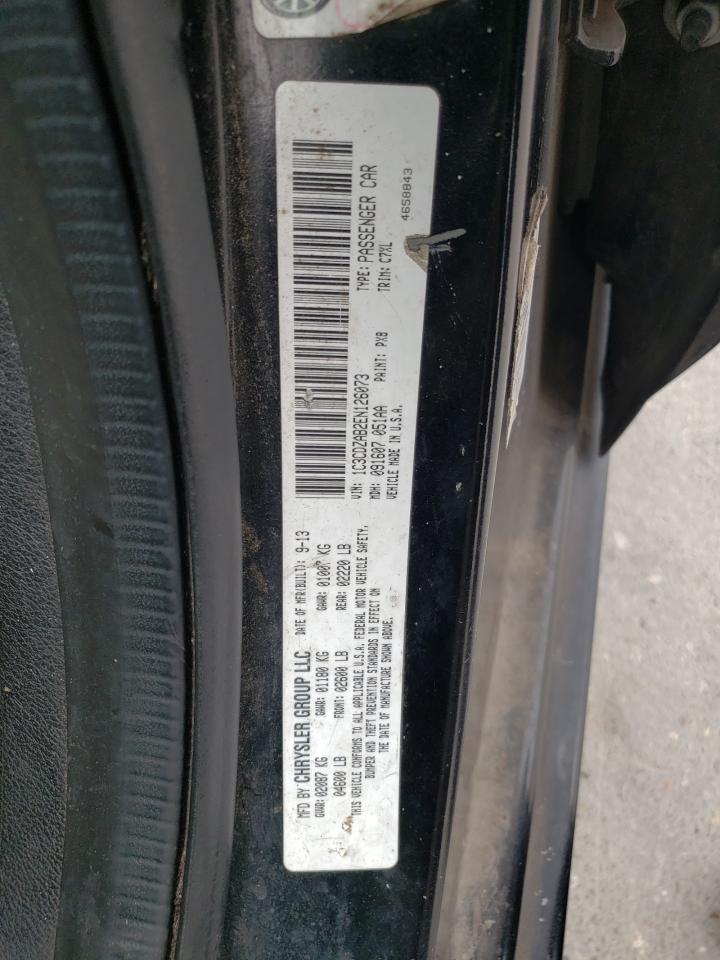 MFD BY CHRYSLER GROUP LLC DATE OF MFR(BUILT): 9-13
GVWR: 02087 KG GAWR: 01180 KG GAWR: 01007 KG
04600 LB FRONT: 02600 LB REAR: 02220 LB
THIS VEHICLE CONFORMS TO ALL APPLICABLE U.S.A. FEDERAL MOTOR VEHICLE SAFETY,
BUMPER AND THEFT PREVENTION STANDARDS IN EFFECT ON
THE DATE OF MANUFACTURE SHOWN ABOVE.
VIN: 1C3CDZAB2EN126073 TYPE: PASSENGER CAR
MDH: 091607 051AA PAINT: PXB TRIM: C7XL
VEHICLE MADE IN U.S.A.
4658843